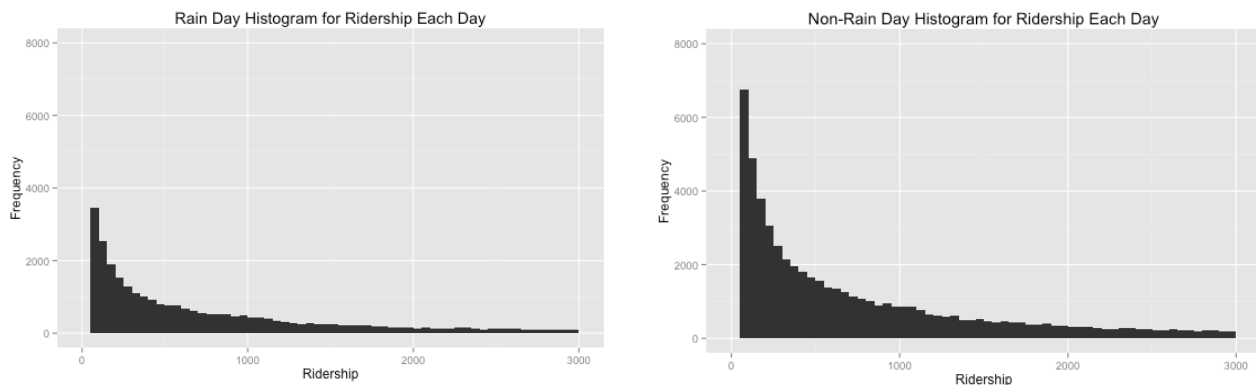 Rain Day Histogram for Ridership Each Day
8000
6000
4000
2000
0
Frequency
0 1000 2000 3000
Ridership
Non-Rain Day Histogram for Ridership Each Day
8000
6000
4000
2000
0
Frequency
0 1000 2000 3000
Ridership